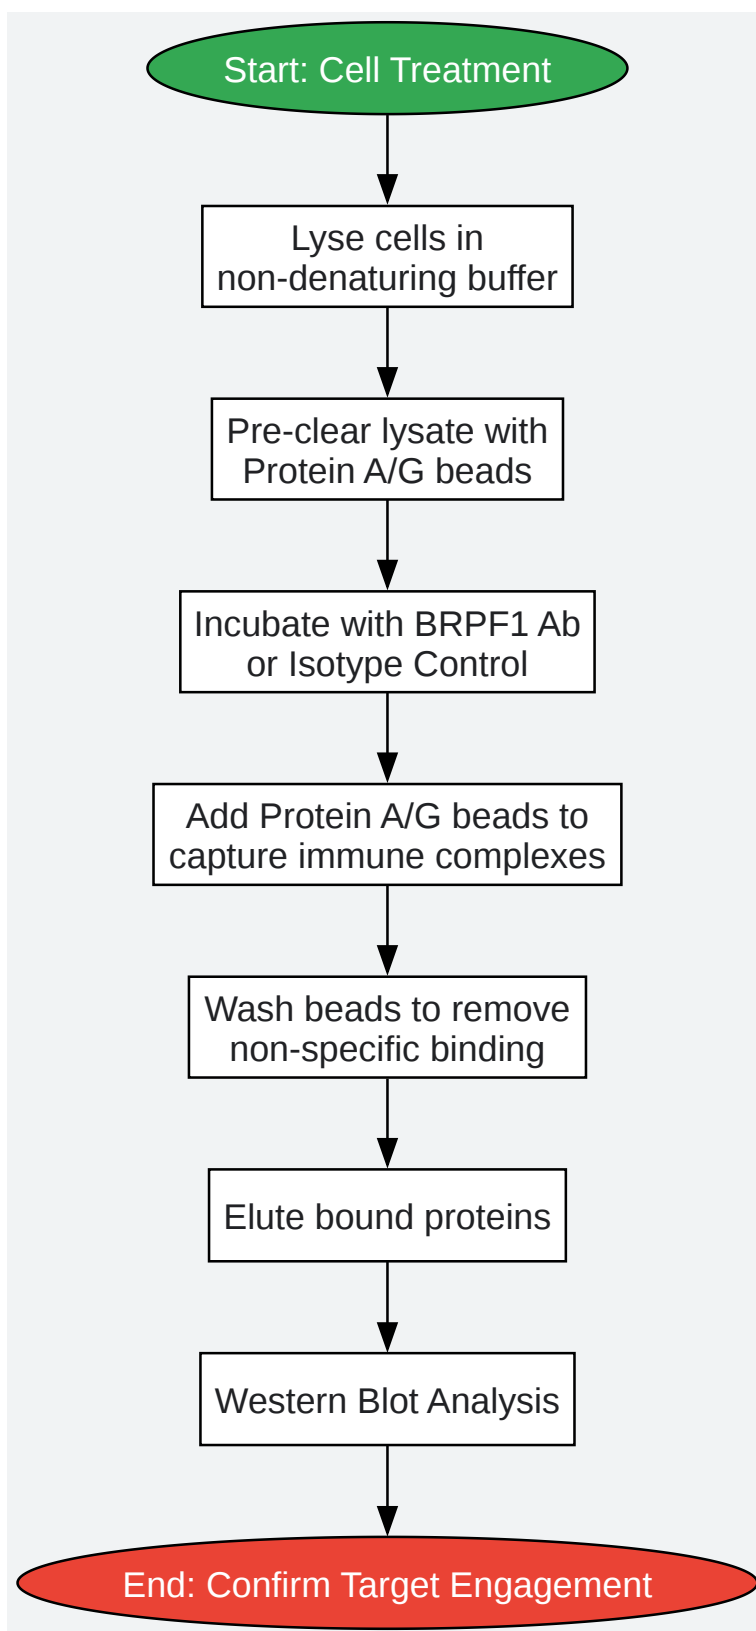 Start: Cell Treatment
Lyse cells in
non-denaturing buffer
Pre-clear lysate with
Protein A/G beads
Incubate with BRPF1 Ab
or Isotype Control
Add Protein A/G beads to
capture immune complexes
Wash beads to remove
non-specific binding
Elute bound proteins
Western Blot Analysis
End: Confirm Target Engagement